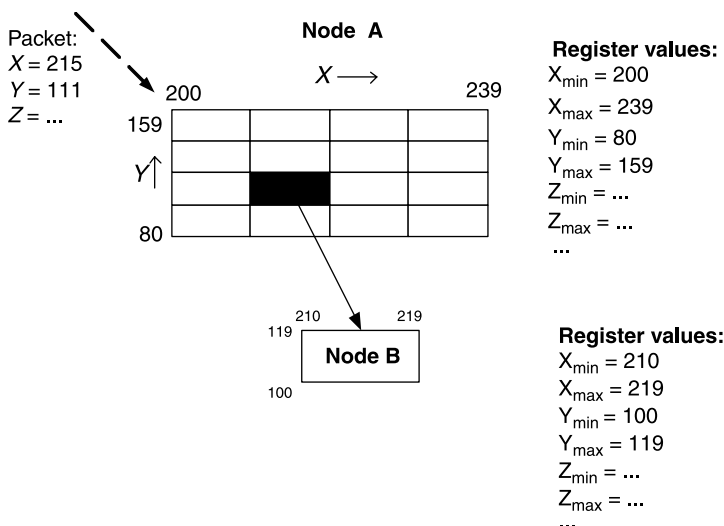 Packet:
X = 215
Y = 111
Z = ...
Node A
X →
200
239
159
Y↑
80
Register values:
Xmin = 200
Xmax = 239
Ymin = 80
Ymax = 159
Zmin = ...
Zmax = ...
...
210
219
119
Node B
100
Register values:
Xmin = 210
Xmax = 219
Ymin = 100
Ymax = 119
Zmin = ...
Zmax = ...
...